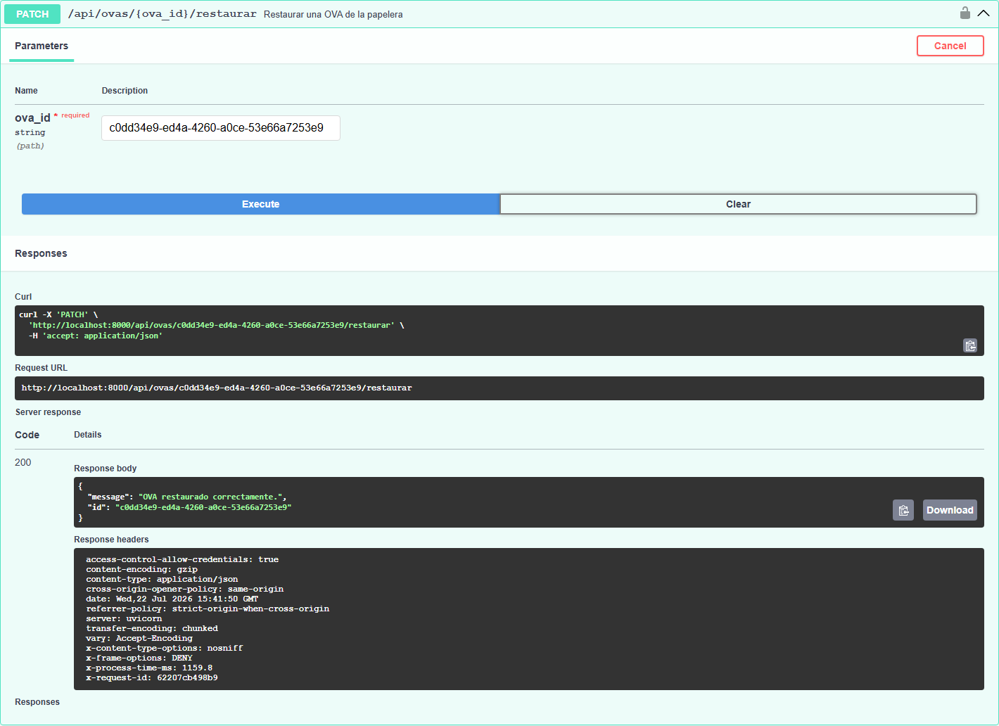 PATCH /api/ovas/{ova_id}/restaurar Restaurar una OVA de la papelera
Parameters
Cancel
Name Description
ova_id * required
string
(path)
c0dd34e9-ed4a-4260-a0ce-53e66a7253e9
Execute Clear
Responses
Curl
curl -X 'PATCH' \
'http://localhost:8000/api/ovas/c0dd34e9-ed4a-4260-a0ce-53e66a7253e9/restaurar' \
-H 'accept: application/json'
Request URL
http://localhost:8000/api/ovas/c0dd34e9-ed4a-4260-a0ce-53e66a7253e9/restaurar
Server response
Code Details
200
Response body
{
"message": "OVA restaurado correctamente.",
"id": "c0dd34e9-ed4a-4260-a0ce-53e66a7253e9"
}
Download
Response headers
access-control-allow-credentials: true
content-encoding: gzip
content-type: application/json
cross-origin-opener-policy: same-origin
date: Wed,22 Jul 2026 15:41:50 GMT
referrer-policy: strict-origin-when-cross-origin
server: uvicorn
transfer-encoding: chunked
vary: Accept-Encoding
x-content-type-options: nosniff
x-frame-options: DENY
x-process-time-ms: 1159.8
x-request-id: 62207cb498b9
Responses